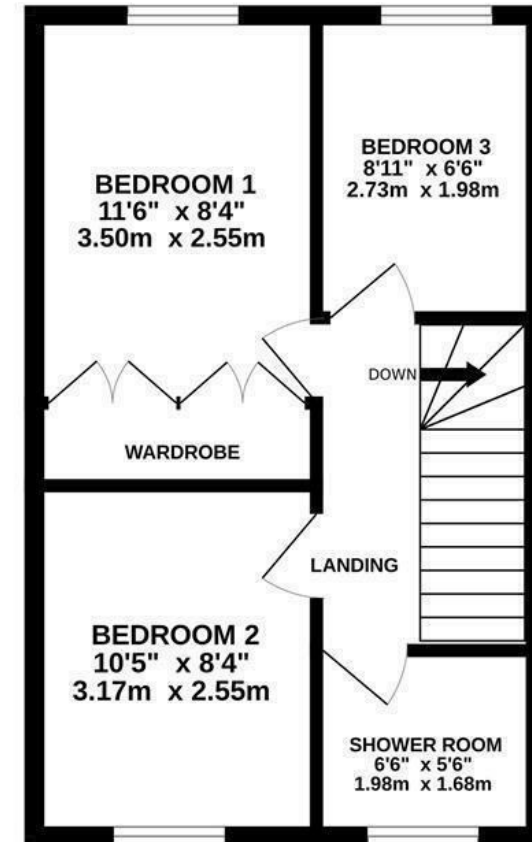 BEDROOM 1
11'6" x 8'4"
3.50m x 2.55m
BEDROOM 3
8'11" x 6'6"
2.73m x 1.98m
DOWN
WARDROBE
LANDING
BEDROOM 2
10'5" x 8'4"
3.17m x 2.55m
SHOWER ROOM
6'6" x 5'6"
1.98m x 1.68m